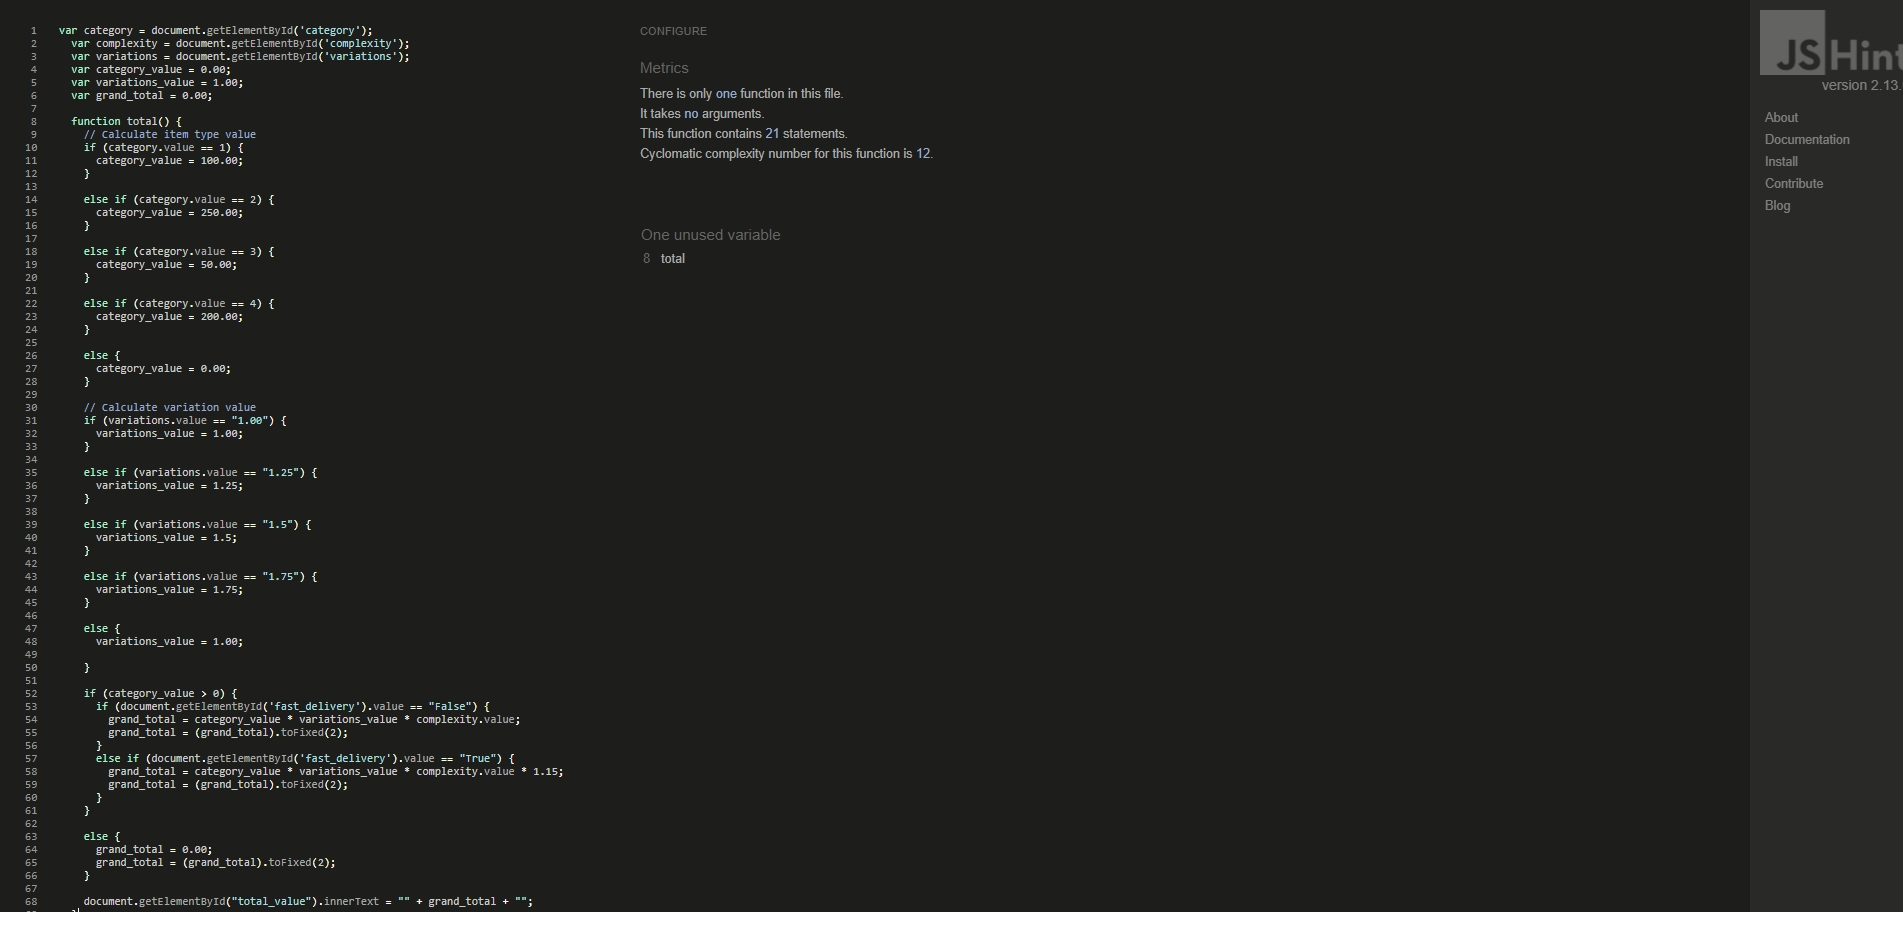 1 var category = document.getElementById('category');
2 var complexity = document.getElementById('complexity');
3 var variations = document.getElementById('variations');
4 var category_value = 0.00;
5 var variations_value = 1.00;
6 var grand_total = 0.00;
7
8 function total() {
9 // Calculate item type value
10 if (category.value == 1) {
11 category_value = 100.00;
12 }
13
14 else if (category.value == 2) {
15 category_value = 250.00;
16 }
17
18 else if (category.value == 3) {
19 category_value = 50.00;
20 }
21
22 else if (category.value == 4) {
23 category_value = 200.00;
24 }
25
26 else {
27 category_value = 0.00;
28 }
29
30 // Calculate variation value
31 if (variations.value == "1.00") {
32 variations_value = 1.00;
33 }
34
35 else if (variations.value == "1.25") {
36 variations_value = 1.25;
37 }
38
39 else if (variations.value == "1.5") {
40 variations_value = 1.5;
41 }
42
43 else if (variations.value == "1.75") {
44 variations_value = 1.75;
45 }
46
47 else {
48 variations_value = 1.00;
49
50 }
51
52 if (category_value > 0) {
53 if (document.getElementById('fast_delivery').value == "False") {
54 grand_total = category_value * variations_value * complexity.value;
55 grand_total = (grand_total).toFixed(2);
56 }
57 else if (document.getElementById('fast_delivery').value == "True") {
58 grand_total = category_value * variations_value * complexity.value * 1.15;
59 grand_total = (grand_total).toFixed(2);
60 }
61 }
62
63 else {
64 grand_total = 0.00;
65 grand_total = (grand_total).toFixed(2);
66 }
67
68 document.getElementById("total_value").innerText = "" + grand_total + "";
CONFIGURE
Metrics
There is only one function in this file.
It takes no arguments.
This function contains 21 statements.
Cyclomatic complexity number for this function is 12.
One unused variable
8 total
JSHint
version 2.13.
About
Documentation
Install
Contribute
Blog